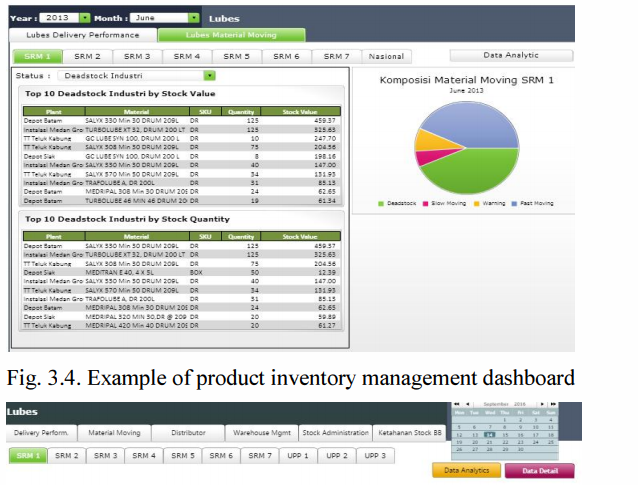 Year : 2013 Month : June Lubes
Lubes Delivery Performance Lubes Material Moving
SRM 1 SRM 2 SRM 3 SRM 4 SRM 5 SRM 6 SRM 7 Nasional Data Analytic
Status : Deadstock Industri
Top 10 Deadstock Industri by Stock Value
Plant Material SKU Quantity Stock Value
Depot Batam SALYX 330 Min 50 DRUM 209L DR 125 459.37
Instalasi Medan Gro TURBOLUBE XT 32, DRUM 200 LT DR 125 325.63
TT Teluk Kabung GC LUBE SYN 100, DRUM 200 L DR 10 247.70
TT Teluk Kabung SALYX 308 Min 50 DRUM 209L DR 75 204.56
Depot Siak GC LUBE SYN 100, DRUM 200 L DR 8 198.16
Instalasi Medan Gro SALYX 330 Min 50 DRUM 209L DR 40 147.00
TT Teluk Kabung SALYX 570 Min 50 DRUM 209L DR 34 131.93
Instalasi Medan Gro TRAFOLUBE A, DR 200L DR 51 85.13
Depot Batam MEDRIPAL 308 Min 30 DRUM 209 DR 24 62.65
Depot Batam TURBOLUBE 46 MIN 46 DRUM 20 DR 19 61.34
Top 10 Deadstock Industri by Stock Quantity
Plant Material SKU Quantity Stock Value
Depot Batam SALYX 330 Min 50 DRUM 209L DR 125 459.37
Instalasi Medan Gro TURBOLUBE XT 32, DRUM 200 LT DR 125 325.63
TT Teluk Kabung SALYX 308 Min 50 DRUM 209L DR 75 204.56
Depot Siak MEDITRAN E 40, 4 X 5L BOX 50 12.39
Instalasi Medan Gro SALYX 330 Min 50 DRUM 209L DR 40 147.00
TT Teluk Kabung SALYX 570 Min 50 DRUM 209L DR 34 131.93
Instalasi Medan Gro TRAFOLUBE A, DR 200L DR 51 85.13
Depot Batam MEDRIPAL 308 Min 30 DRUM 209 DR 24 62.65
Depot Siak MEDRIPAL 320 MIN 30,DR @ 209 DR 20 59.89
TT Teluk Kabung MEDRIPAL 420 Min 40 DRUM 209 DR 20 61.27
Komposisi Material Moving SRM 1
June 2013
Deadstock Slow Moving Warning Fast Moving
Fig. 3.4. Example of product inventory management dashboard
Lubes
Delivery Perform. Material Moving Distributor Warehouse Mgmt Stock Administration Ketahanan Stock BB
SRM 1 SRM 2 SRM 3 SRM 4 SRM 5 SRM 6 SRM 7 UPP 1 UPP 2 UPP 3
September 2016
Mon Tue Wed Thu Fri Sat Sun
1 2 3 4
5 6 7 8 9 10 11
12 13 14 15 16 17 18
19 20 21 22 23 24 25
26 27 28 29 30
Data Analytics Data Detail